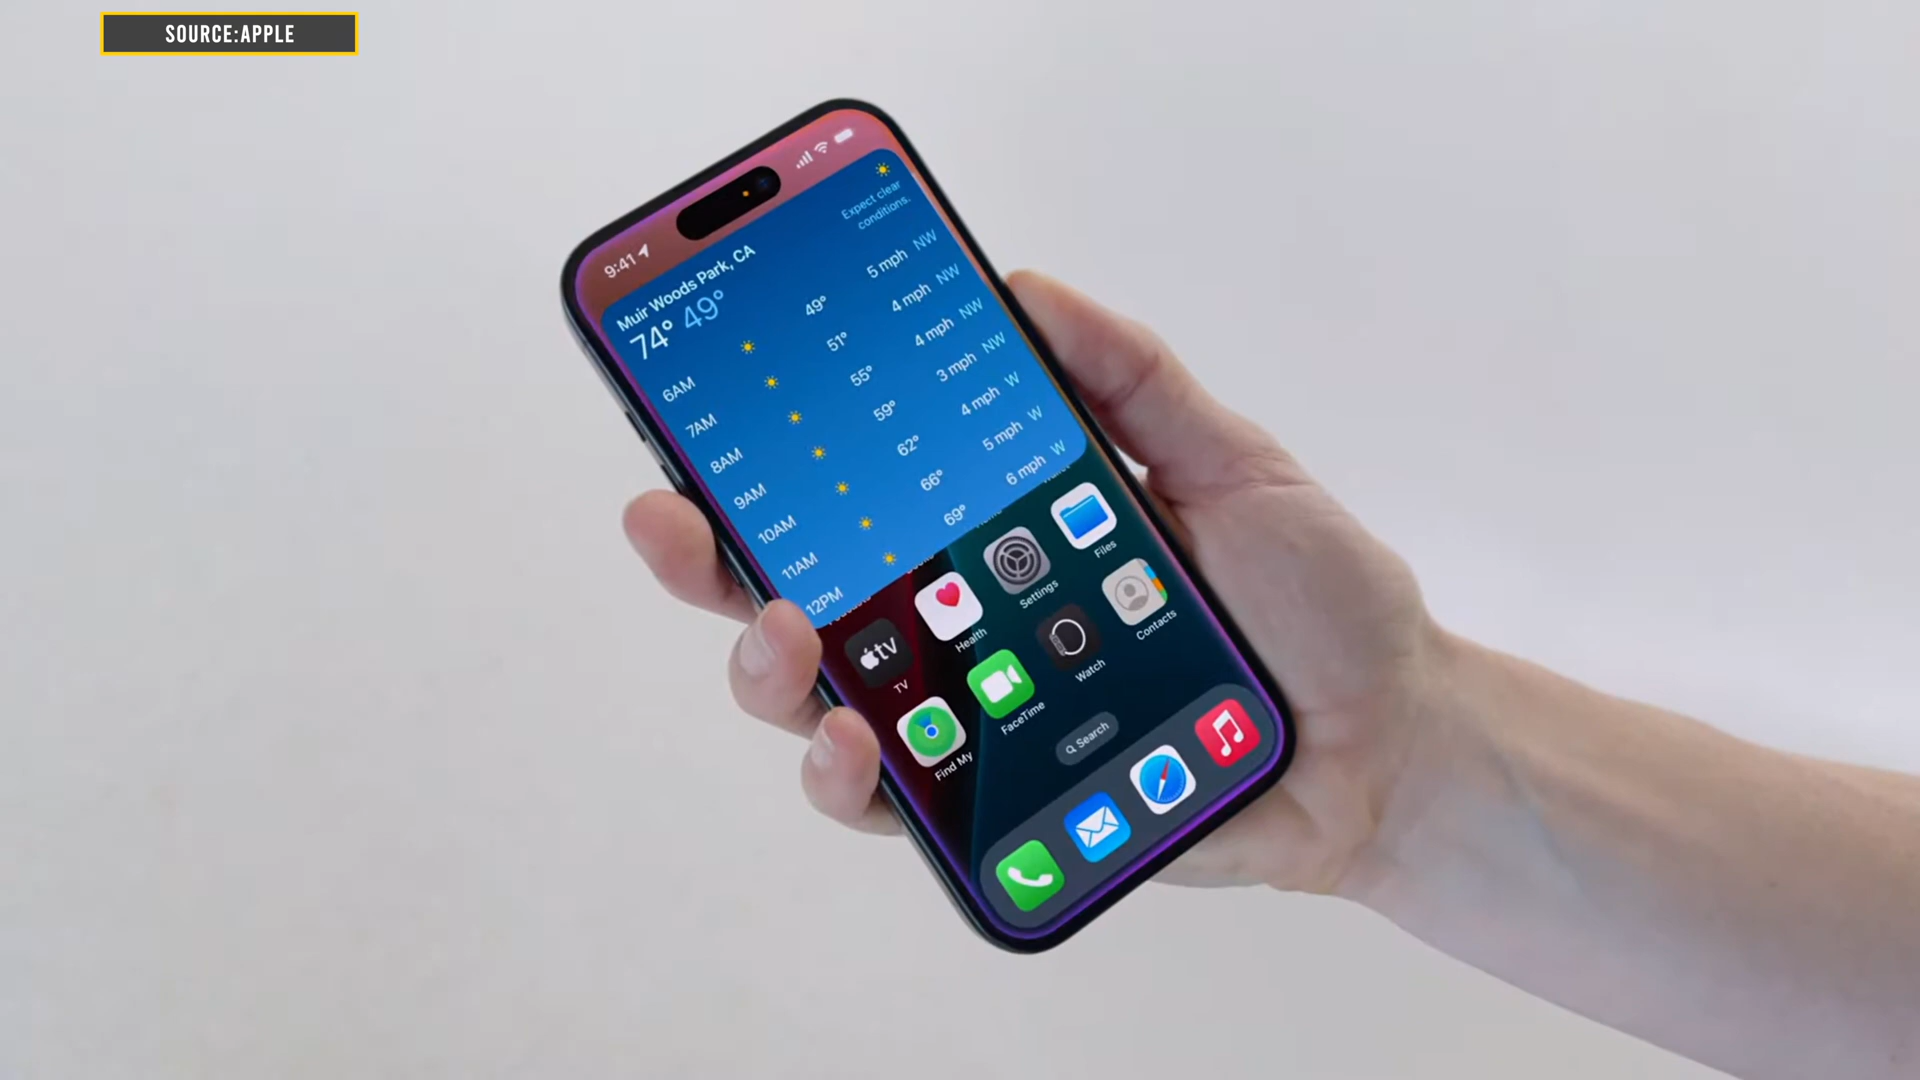 SOURCE:APPLE
9:41
Expect clear
conditions.
Muir Woods Park, CA
74° 49°
6AM 49° 5 mph NW
7AM 51° 4 mph NW
8AM 55° 4 mph NW
9AM 59° 3 mph NW
10AM 62° 4 mph W
11AM 66° 5 mph W
12PM 69° 6 mph W
tv
TV Health Settings Files
Find My FaceTime Watch Contacts
Search